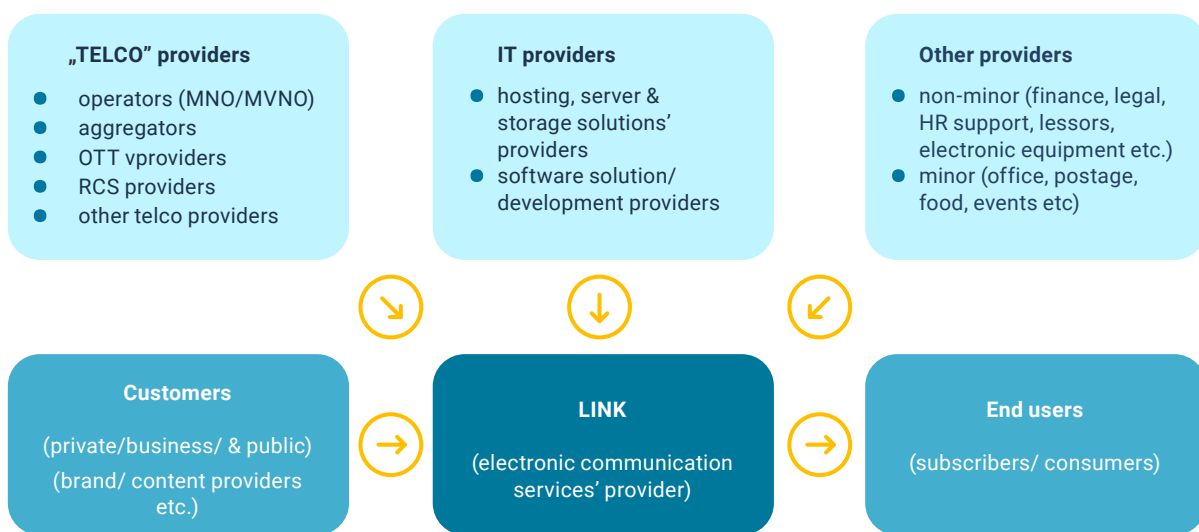 „TELCO” providers
operators (MNO/MVNO)
aggregators
OTT vproviders
RCS providers
other telco providers
IT providers
hosting, server &
storage solutions’
providers
software solution/
development providers
Other providers
non-minor (finance, legal,
HR support, lessors,
electronic equipment etc.)
minor (office, postage,
food, events etc)
Customers
(private/business/ & public)
(brand/ content providers
etc.)
LINK
(electronic communication
services’ provider)
End users
(subscribers/ consumers)